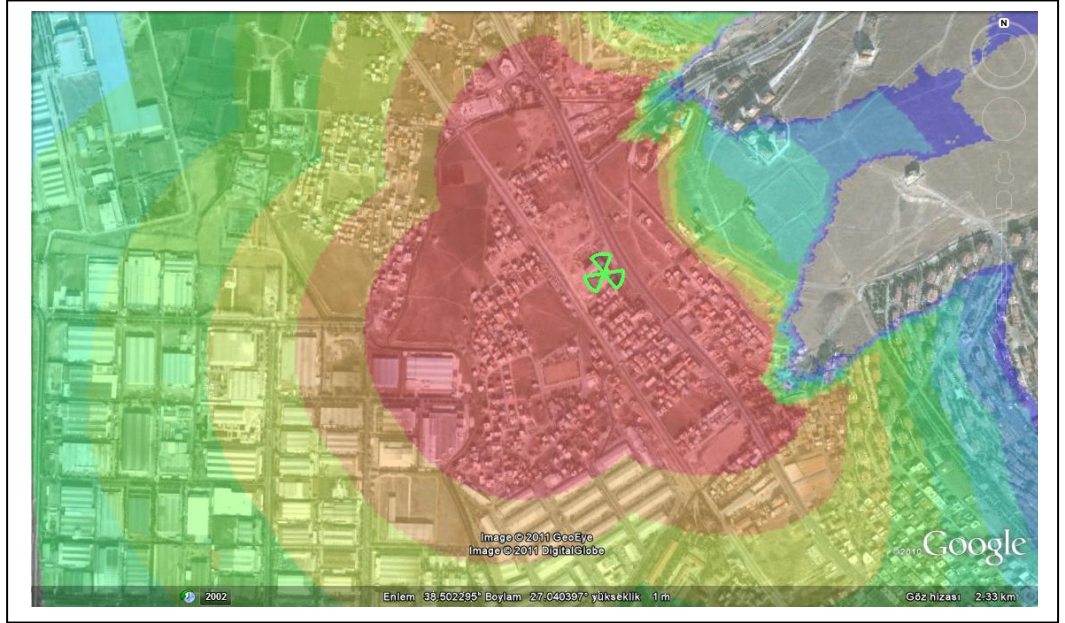 N
Image © 2011 GeoEye
Image © 2011 DigitalGlobe
©2010 Google
2002
Enlem 38.502295° Boylam 27.040397° yükseklik 1 m
Göz hizası 2.33 km